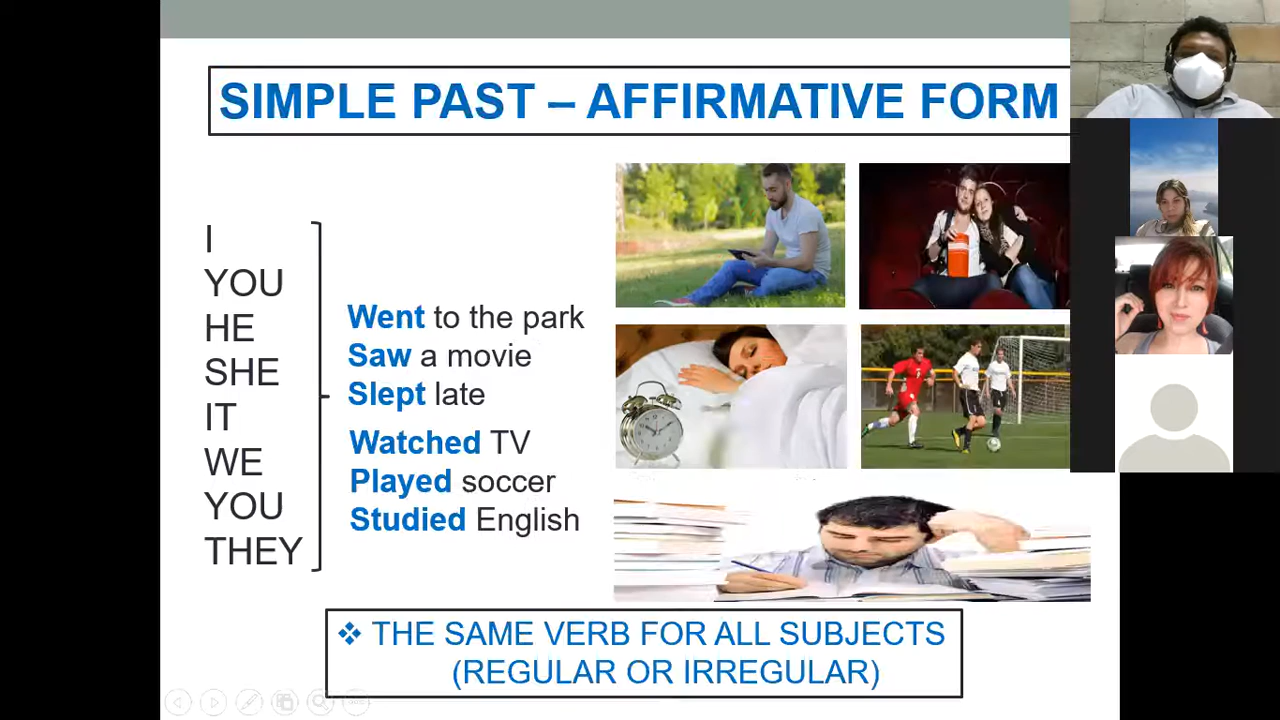 SIMPLE PAST – AFFIRMATIVE FORM
I
YOU
HE
SHE
IT
WE
YOU
THEY
Went to the park
Saw a movie
Slept late
Watched TV
Played soccer
Studied English
❖ THE SAME VERB FOR ALL SUBJECTS
(REGULAR OR IRREGULAR)